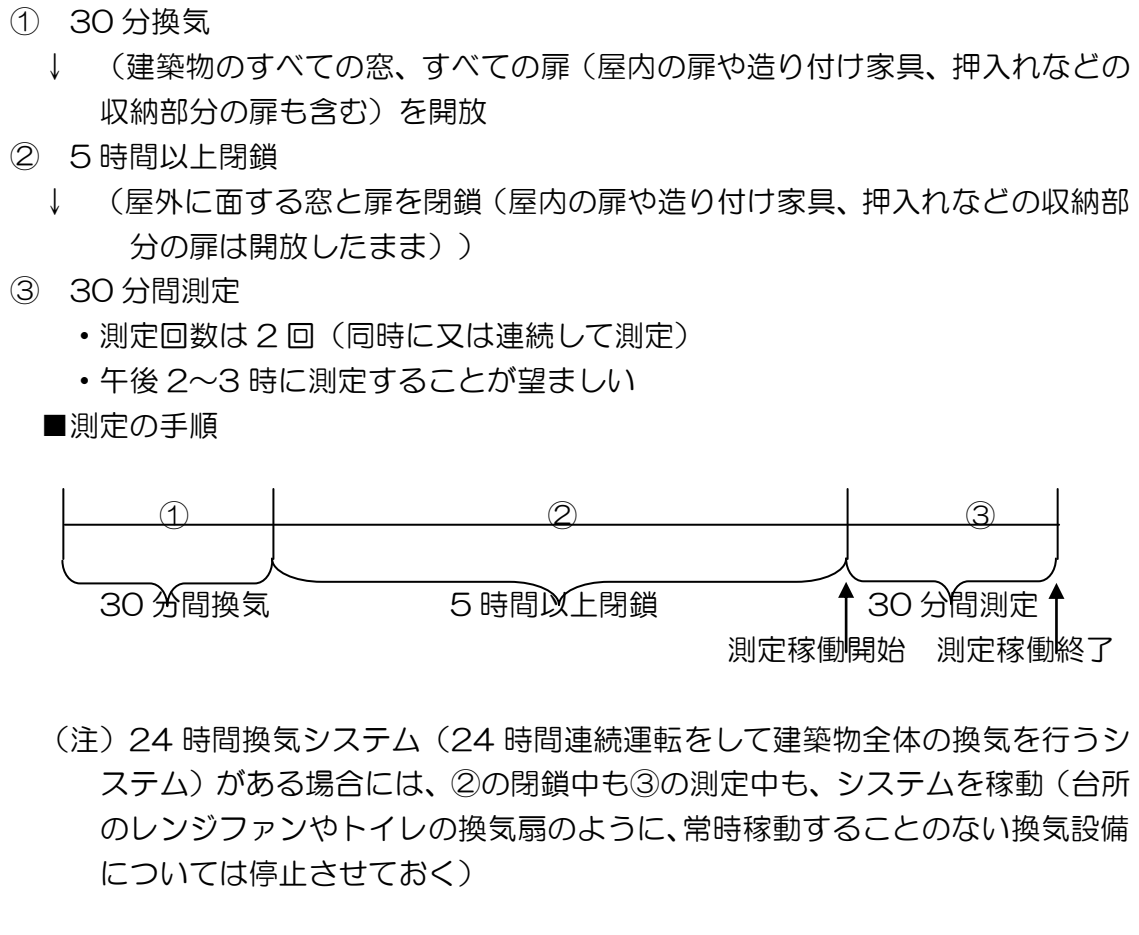 ① 30 分換気
↓ （建築物のすべての窓、すべての扉（屋内の扉や造り付け家具、押入れなどの
収納部分の扉も含む）を開放
② 5 時間以上閉鎖
↓ （屋外に面する窓と扉を閉鎖（屋内の扉や造り付け家具、押入れなどの収納部
分の扉は開放したまま））
③ 30 分間測定
・測定回数は 2 回（同時に又は連続して測定）
・午後 2～3 時に測定することが望ましい
■測定の手順
① ② ③
30 分間換気 5 時間以上閉鎖 30 分間測定
測定稼働開始 測定稼働終了
（注）24 時間換気システム（24 時間連続運転をして建築物全体の換気を行うシ
ステム）がある場合には、②の閉鎖中も③の測定中も、システムを稼動（台所
のレンジファンやトイレの換気扇のように、常時稼動することのない換気設備
については停止させておく）